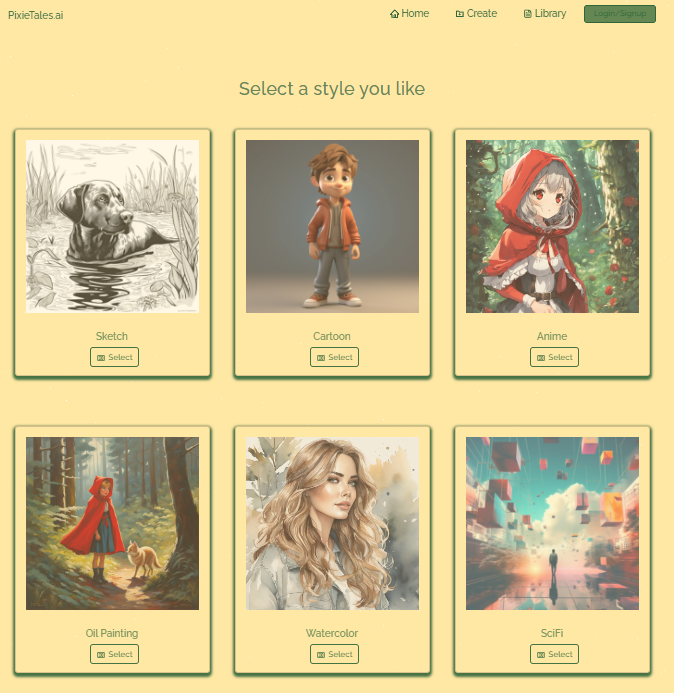 PixieTales.ai
Home
Create
Library
Login/Signup
Select a style you like
Sketch
Select
Cartoon
Select
Anime
Select
Oil Painting
Select
Watercolor
Select
SciFi
Select